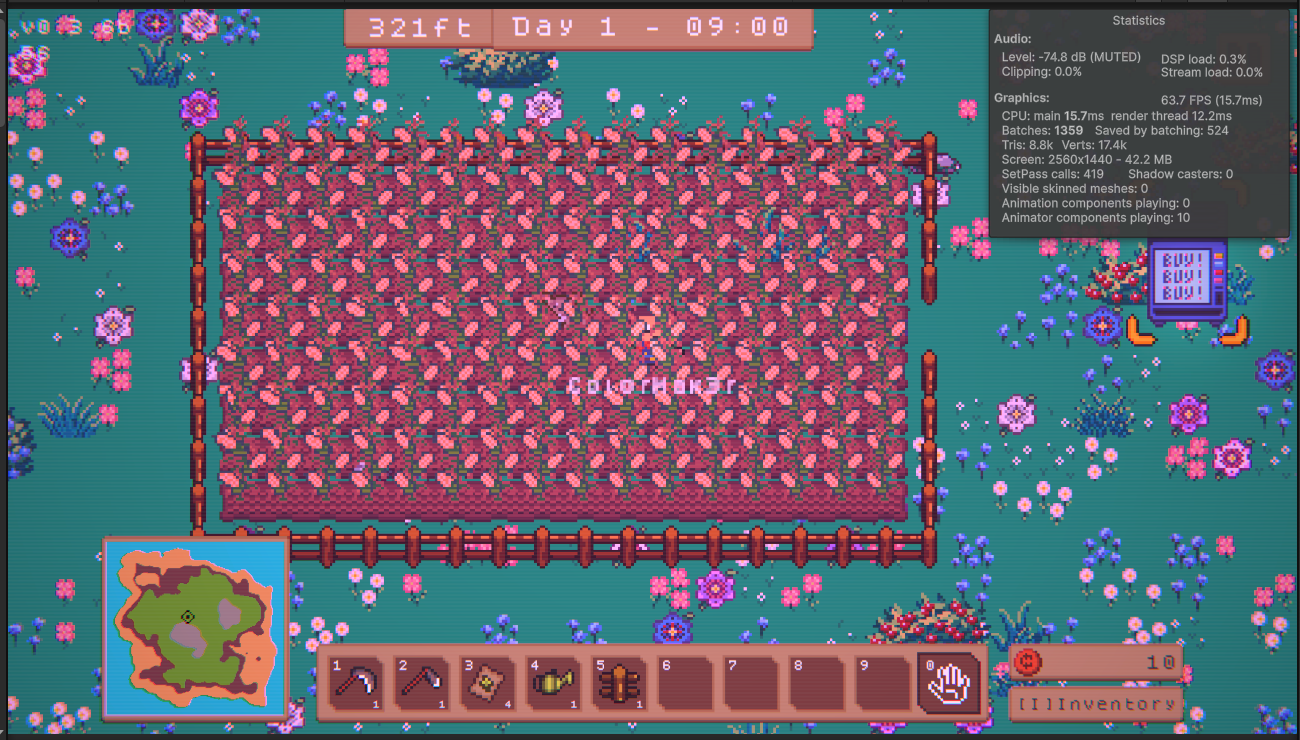 321ft
Day 1 - 09:00
Statistics
Audio:
Level: -74.8 dB (MUTED)
DSP load: 0.3%
Clipping: 0.0%
Stream load: 0.0%
Graphics:
63.7 FPS (15.7ms)
CPU: main 15.7ms render thread 12.2ms
Batches: 1359 Saved by batching: 524
Tris: 8.8k Verts: 17.4k
Screen: 2560x1440 - 42.2 MB
SetPass calls: 419 Shadow casters: 0
Visible skinned meshes: 0
Animation components playing: 0
Animator components playing: 10
BUY!
BUY!
BUY!
ColorMak3r
1 2 3 4 5 6 7 8 9 0
1 1 4 1 1
10
[I]Inventory